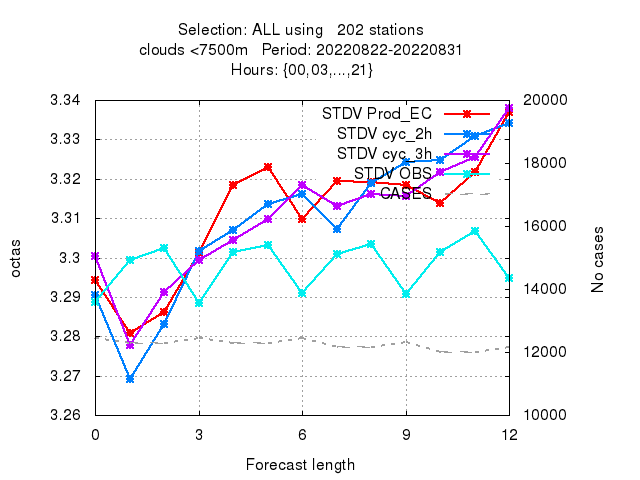 Selection: ALL using   202 stations
clouds <7500m   Period: 20220822-20220831
Hours: {00,03,...,21}
3.34
3.33
3.32
3.31
3.3
3.29
3.28
3.27
3.26
octas
STDV Prod_EC
STDV cyc_2h
STDV cyc_3h
STDV OBS
CASES
20000
18000
16000
14000
12000
10000
No cases
0 3 6 9 12
Forecast length